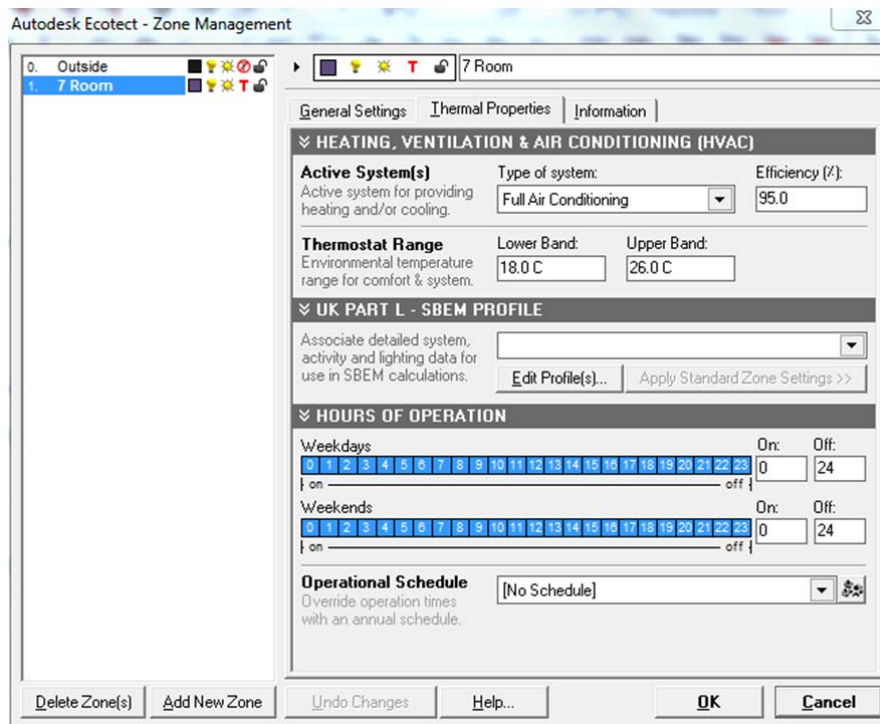 Autodesk Ecotect - Zone Management
0. Outside
1. 7 Room
T
T 7 Room
General Settings Thermal Properties Information
HEATING, VENTILATION & AIR CONDITIONING (HVAC)
Active System(s) Type of system: Efficiency (%):
Active system for providing
heating and/or cooling.
Full Air Conditioning 95.0
Thermostat Range Lower Band: Upper Band:
Environmental temperature
range for comfort & system.
18.0 C 26.0 C
UK PART L - SBEM PROFILE
Associate detailed system,
activity and lighting data for
use in SBEM calculations.
Edit Profile(s)... Apply Standard Zone Settings >>
HOURS OF OPERATION
Weekdays On: Off:
0 1 2 3 4 5 6 7 8 9 10 11 12 13 14 15 16 17 18 19 20 21 22 23 0 24
on off
Weekends On: Off:
0 1 2 3 4 5 6 7 8 9 10 11 12 13 14 15 16 17 18 19 20 21 22 23 0 24
on off
Operational Schedule [No Schedule]
Override operation times
with an annual schedule.
Delete Zone(s) Add New Zone Undo Changes Help... OK Cancel